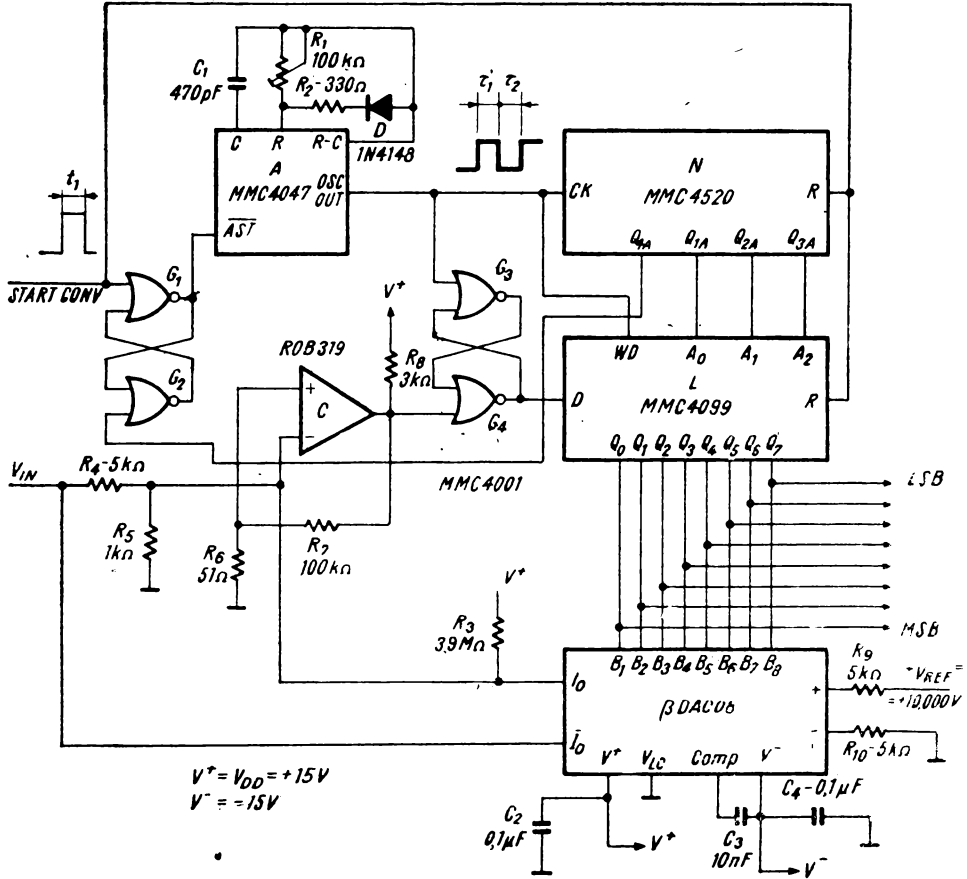 R1
100kΩ
C1
470pF
R2-330Ω
D
1N4148
C R R-C
A
MMC4047
OSC
OUT
AST
t1
τ1 τ2
N
CK MMC4520 R
Q4A Q1A Q2A Q3A
START CONV
G1
G2
G3
G4
V+
ROB319
R8
3kΩ
+
C
-
WD A0 A1 A2
D L R
MMC4099
Q0 Q1 Q2 Q3 Q4 Q5 Q6 Q7
MMC4001
LSB
MSB
VIN
R4-5kΩ
R5
1kΩ
R6
51Ω
R7
100kΩ
V+
R3
3,9MΩ
B1 B2 B3 B4 B5 B6 B7 B8
I0
βDAC08
I0
+
-
R9
5kΩ
+VREF=
=+10,000V
R10-5kΩ
V+ VLC Comp V-
V+=VDD=+15V
V-=-15V
C2
0,1μF
V+
C3
10nF
C4-0,1μF
V-